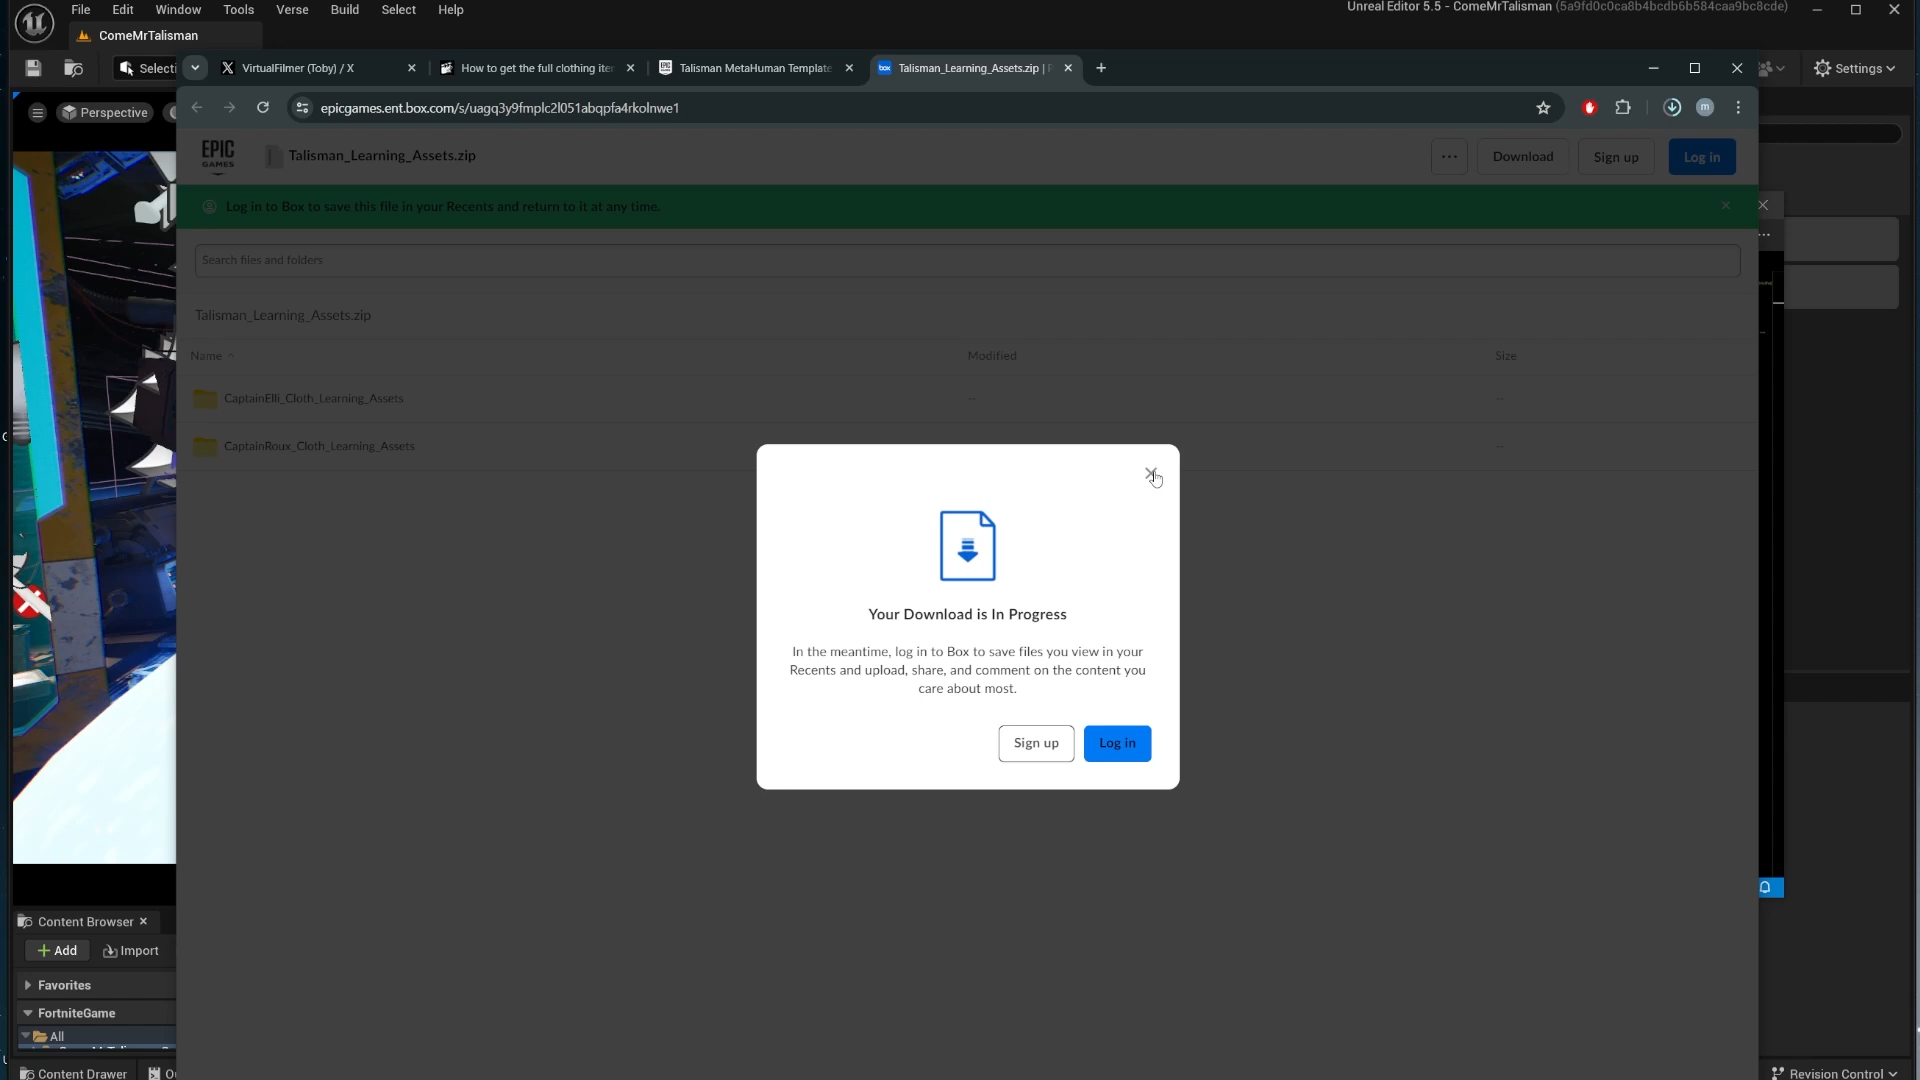 File Edit Window Tools Verse Build Select Help
Unreal Editor 5.5 - ComeMrTalisman (5a9fd0c0ca8b4bcdb6b584caa9bc8cde)
ComeMrTalisman
Selecti
VirtualFilmer (Toby) / X
How to get the full clothing iter
Talisman MetaHuman Template
box
Talisman_Learning_Assets.zip |
Settings
Perspective
epicgames.ent.box.com/s/uagq3y9fmplc2l051abqpfa4rkolnwe1
m
EPIC
GAMES
Talisman_Learning_Assets.zip
Download
Sign up
Log in
Log in to Box to save this file in your Recents and return to it at any time.
Search files and folders
Talisman_Learning_Assets.zip
Name
Modified
Size
CaptainElli_Cloth_Learning_Assets
--
--
CaptainRoux_Cloth_Learning_Assets
--
Your Download is In Progress
In the meantime, log in to Box to save files you view in your
Recents and upload, share, and comment on the content you
care about most.
Sign up
Log in
Content Browser
+ Add
Import
Favorites
FortniteGame
All
Content Drawer
Revision Control